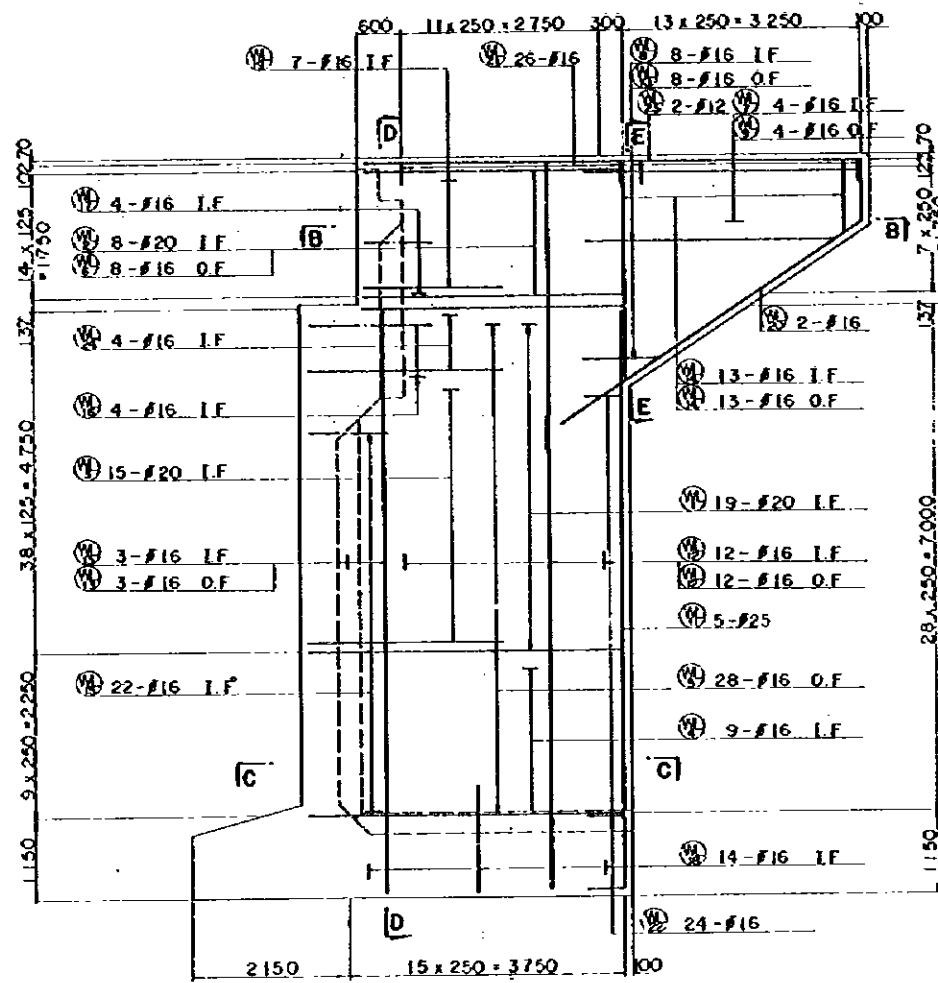 600 11 x 250 = 2750 300 13 x 250 = 3250 100
7-ø16 I.F
26-ø16
8-ø16 I.F
8-ø16 O.F
2-ø12
4-ø16 I.F
4-ø16 O.F
D
E
4-ø16 I.F
8-ø20 I.F
8-ø16 O.F
B
B
14 x 125 = 1750
7 x 250
2-ø16
137
137
4-ø16 I.F
13-ø16 I.F
13-ø16 O.F
4-ø16 I.F
E
15-ø20 I.F
19-ø20 I.F
38 x 125 = 4750
3-ø16 I.F
3-ø16 O.F
12-ø16 I.F
12-ø16 O.F
28 x 250 = 7000
5-ø25
22-ø16 I.F
28-ø16 O.F
9 x 250 = 2250
9-ø16 I.F
C
C
1150
14-ø16 I.F
1150
D
24-ø16
2150 15 x 250 = 3750 100